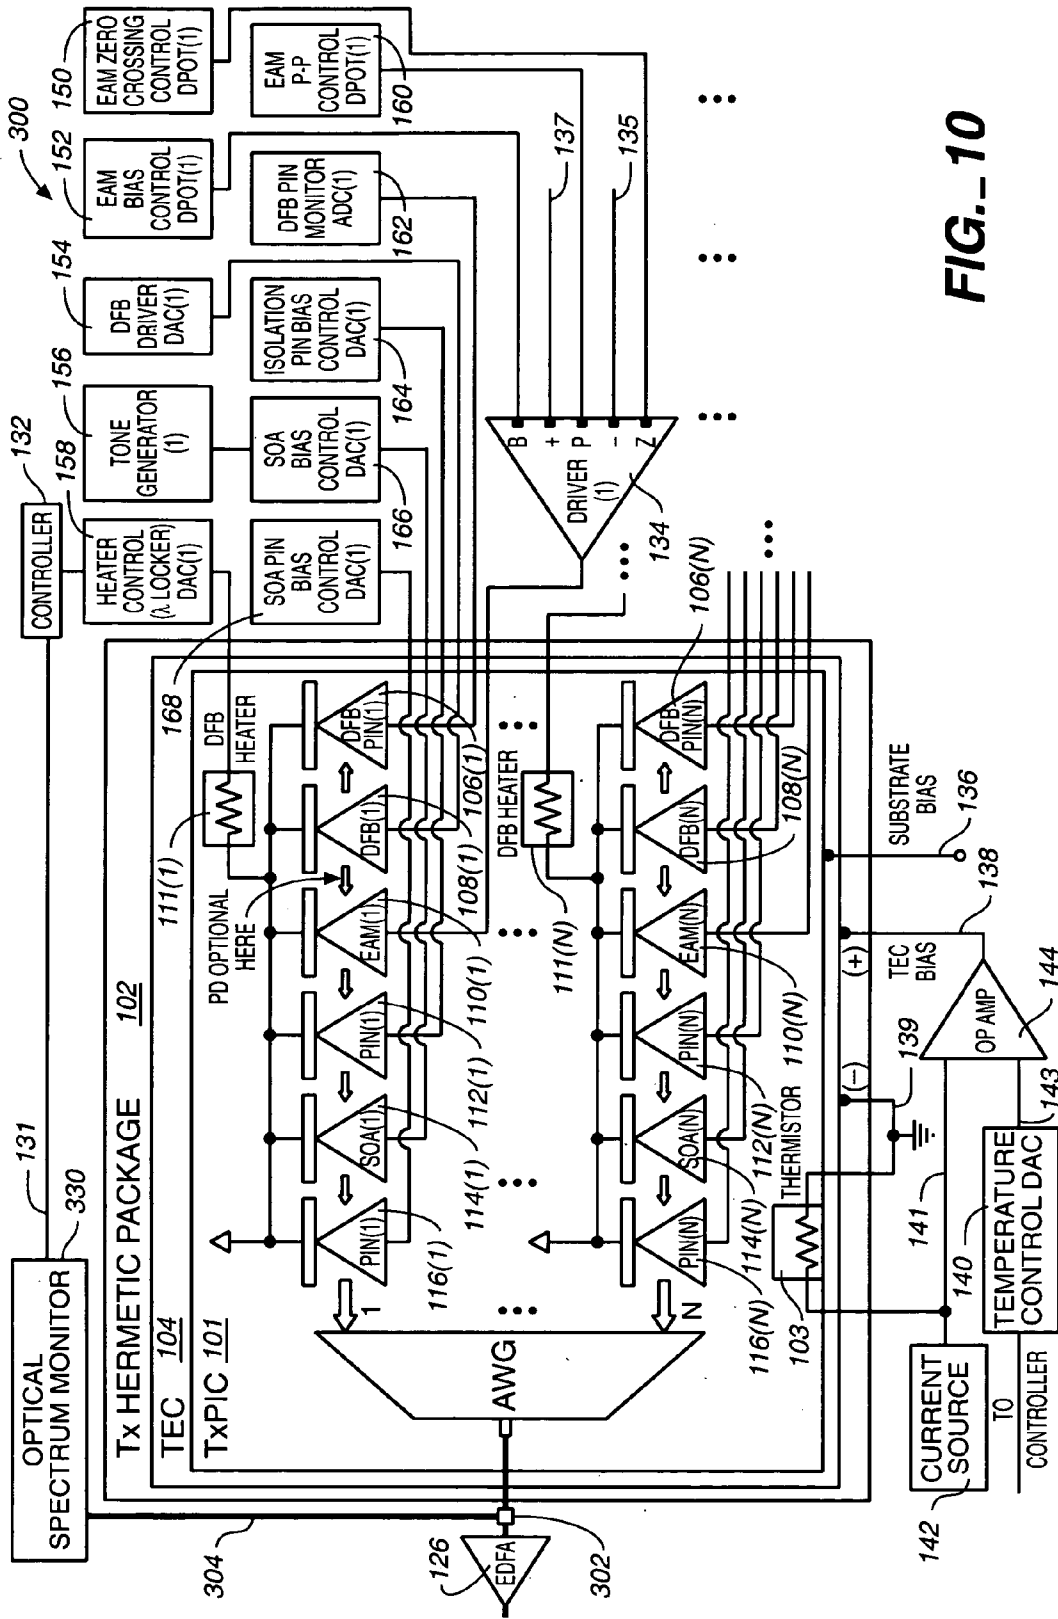 300
150
EAM ZERO
CROSSING
CONTROL
DPOT(1)
152
EAM
BIAS
CONTROL
DPOT(1)
154
DFB
DRIVER
DAC(1)
156
TONE
GENERATOR
(1)
158
HEATER
CONTROL
(λ LOCKER)
DAC(1)
132
CONTROLLER
131
330
OPTICAL
SPECTRUM MONITOR
EAM
P-P
CONTROL
DPOT(1)
160
DFB PIN
MONITOR
ADC(1)
162
ISOLATION
PIN BIAS
CONTROL
DAC(1)
164
SOA
BIAS
CONTROL
DAC(1)
166
SOA PIN
BIAS
CONTROL
DAC(1)
168
Tx HERMETIC PACKAGE 102
TEC 104
TxPIC 101
111(1)
DFB
HEATER
PD OPTIONAL
HERE
PIN(1)
SOA(1)
PIN(1)
EAM(1)
DFB(1)
DFB
PIN(1)
116(1)
114(1)
112(1)
110(1)
108(1)
106(1)
B
+
P
-
Z
DRIVER
(1)
134
137
135
1
N
AWG
304
126
EDFA
302
DFB HEATER
111(N)
PIN(N)
SOA(N)
PIN(N)
EAM(N)
DFB(N)
DFB
PIN(N)
116(N)
114(N)
112(N)
110(N)
108(N)
106(N)
THERMISTOR
103
(-)
(+)
139
TEC
BIAS
138
SUBSTRATE
BIAS
136
OP AMP
144
141
143
140
TEMPERATURE
CONTROL DAC
CURRENT
SOURCE
142
TO
CONTROLLER
FIG._10